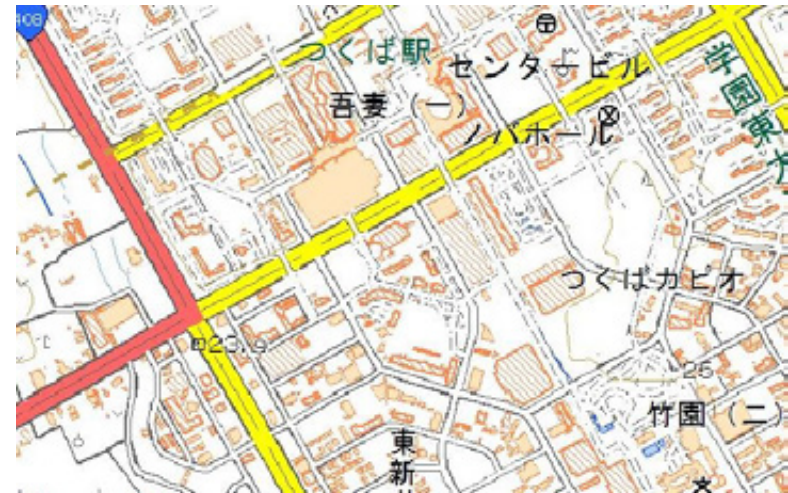 408
つくば駅
センタービル
吾妻（一）
ノバホール
学園東大
つくばカピオ
23.9
25
竹園（二）
東新